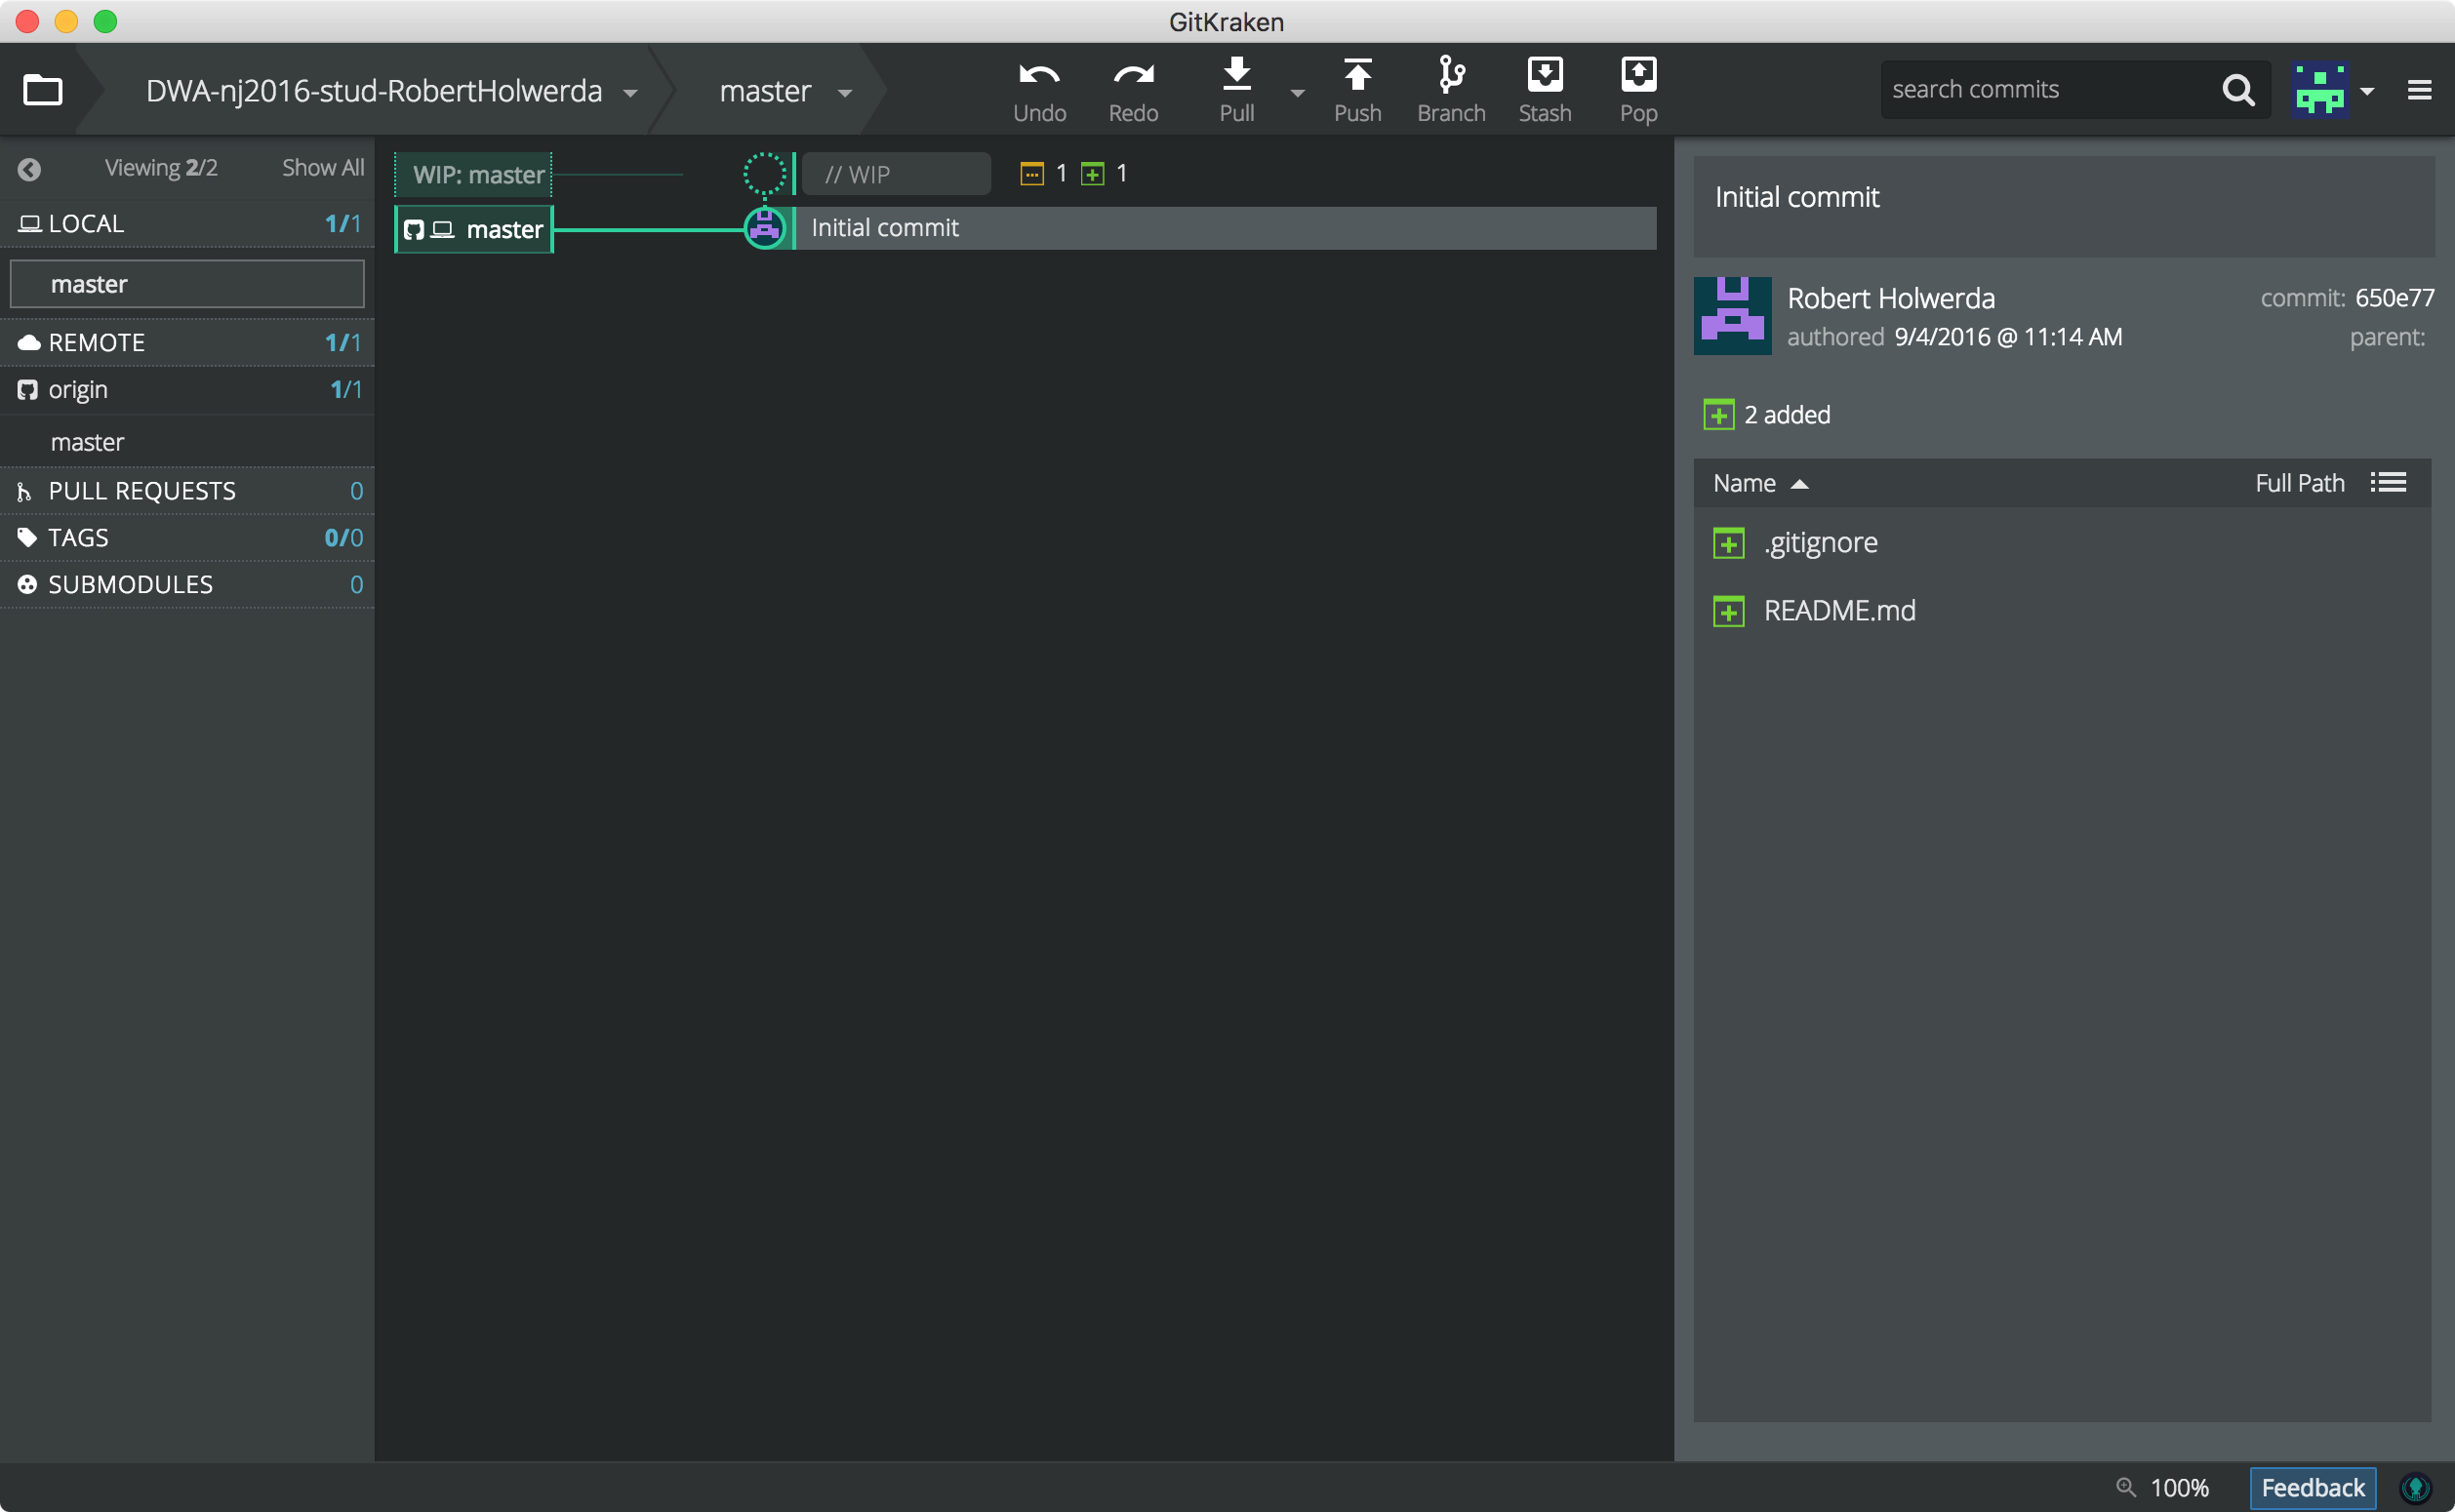 GitKraken
DWA-nj2016-stud-RobertHolwerda
master
Undo
Redo
Pull
Push
Branch
Stash
Pop
search commits
Viewing 2/2
Show All
LOCAL 1/1
master
REMOTE 1/1
origin 1/1
master
PULL REQUESTS 0
TAGS 0/0
SUBMODULES 0
WIP: master
// WIP
1
1
master
Initial commit
Initial commit
Robert Holwerda
commit: 650e77
authored 9/4/2016 @ 11:14 AM
parent:
2 added
Name
Full Path
.gitignore
README.md
100%
Feedback